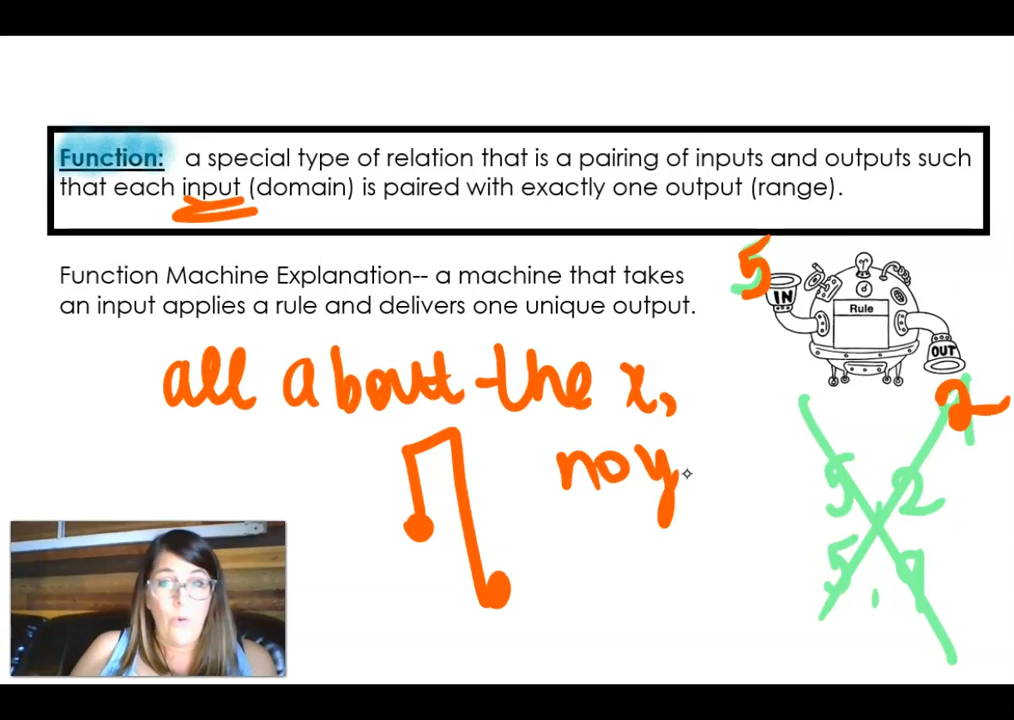 Function: a special type of relation that is a pairing of inputs and outputs such
that each input (domain) is paired with exactly one output (range).
Function Machine Explanation-- a machine that takes
an input applies a rule and delivers one unique output.
5
IN
Rule
OUT
2
all about the x,
no y
5 2
5 9